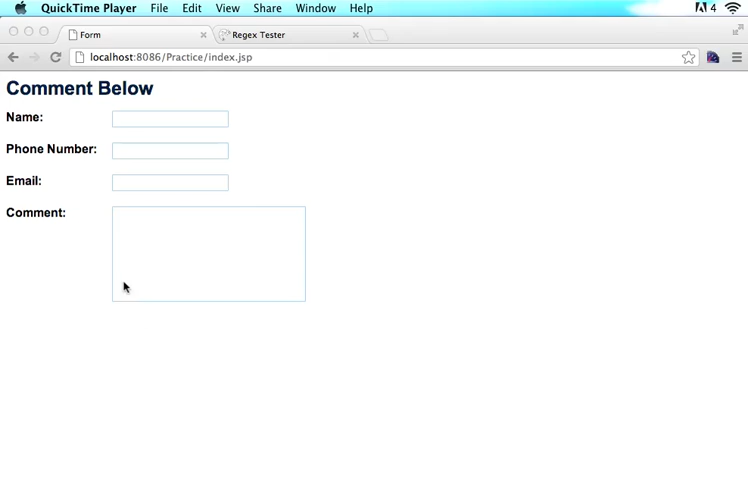 QuickTime Player File Edit View Share Window Help 4
Form Regex Tester
localhost:8086/Practice/index.jsp
Comment Below
Name:
Phone Number:
Email:
Comment: